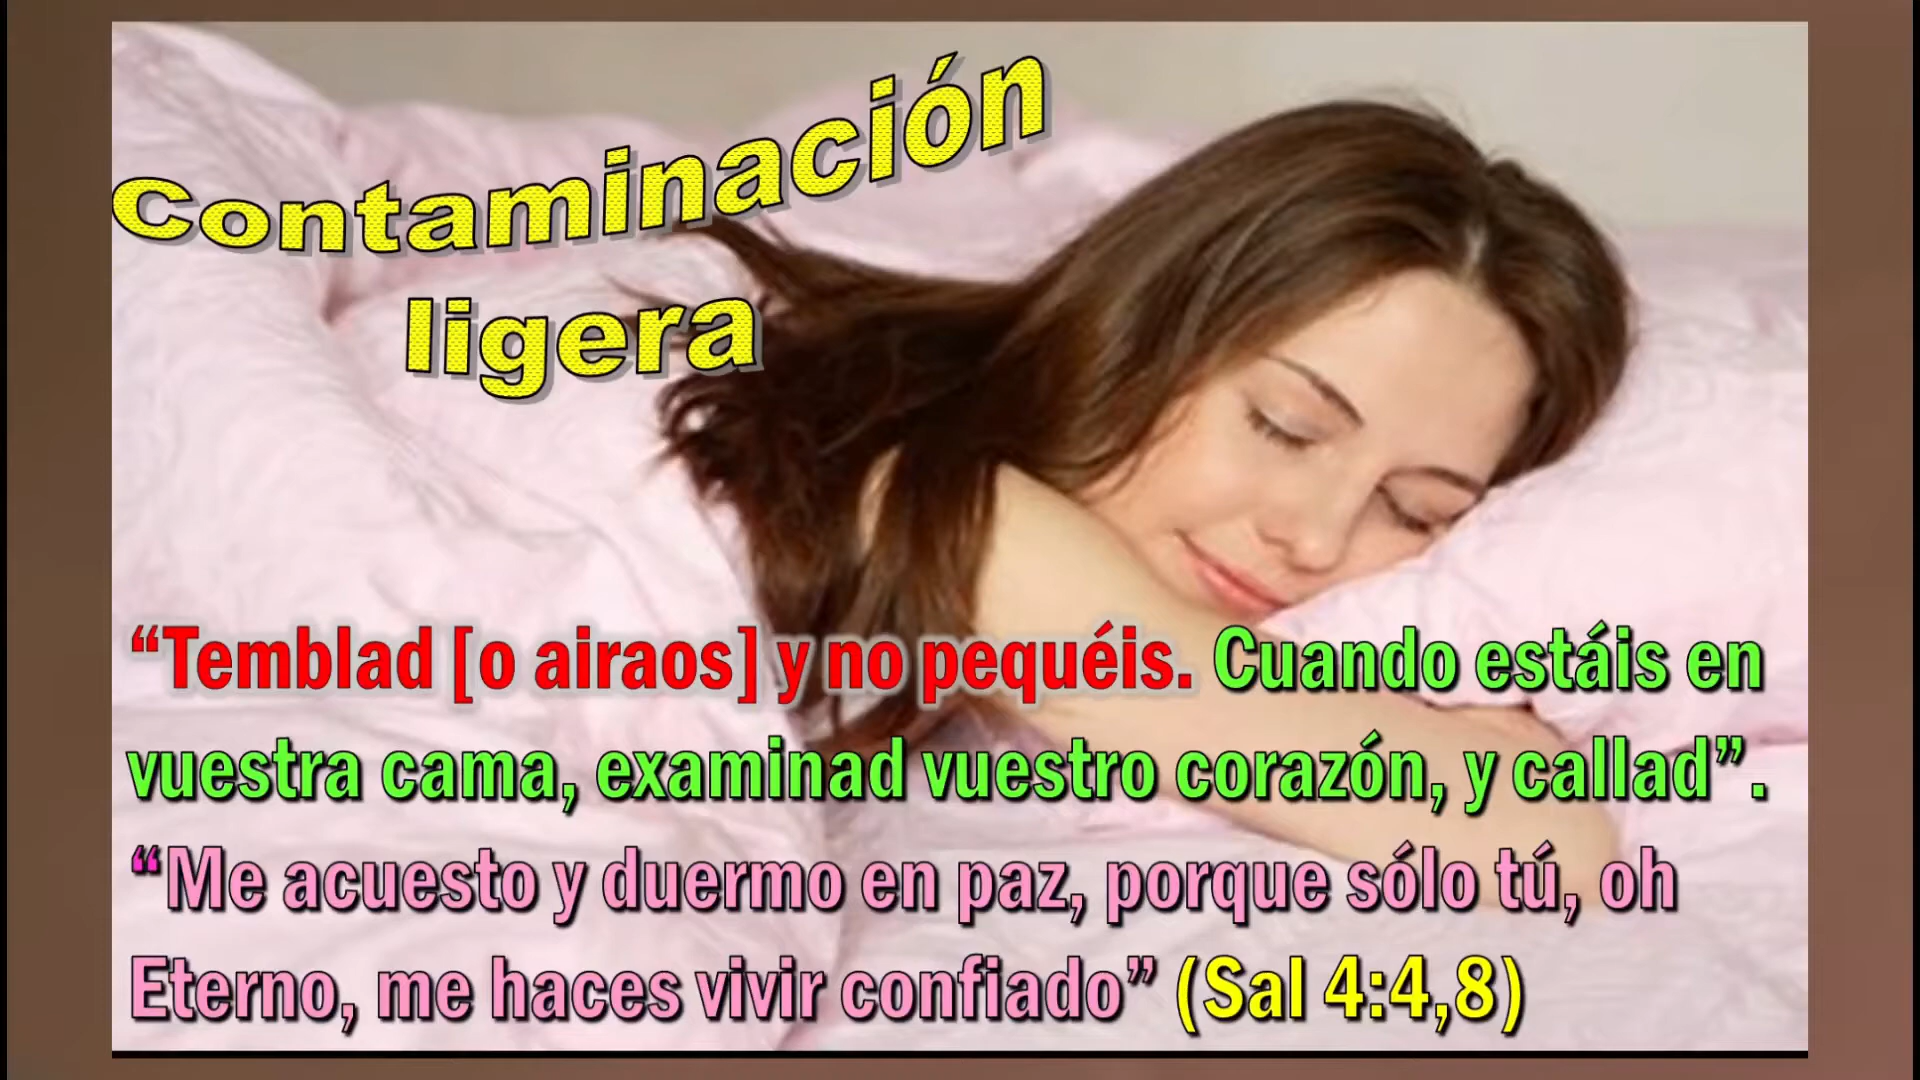 Contaminación
ligera
“Temblad [o airaos] y no pequéis. Cuando estáis en
vuestra cama, examinad vuestro corazón, y callad”.
“Me acuesto y duermo en paz, porque sólo tú, oh
Eterno, me haces vivir confiado” (Sal 4:4,8)